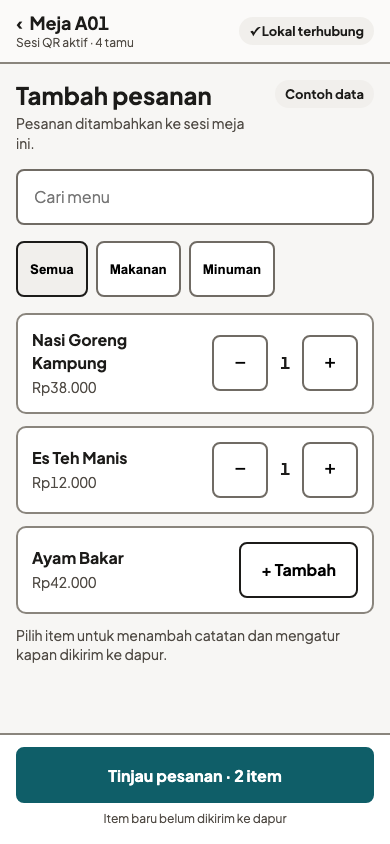 ‹ Meja A01
Sesi QR aktif · 4 tamu
✓Lokal terhubung
Tambah pesanan
Contoh data
Pesanan ditambahkan ke sesi meja
ini.
Cari menu
Semua
Makanan
Minuman
Nasi Goreng
Kampung
Rp38.000
− 1 +
Es Teh Manis
Rp12.000
− 1 +
Ayam Bakar
Rp42.000
+ Tambah
Pilih item untuk menambah catatan dan mengatur
kapan dikirim ke dapur.
Tinjau pesanan · 2 item
Item baru belum dikirim ke dapur